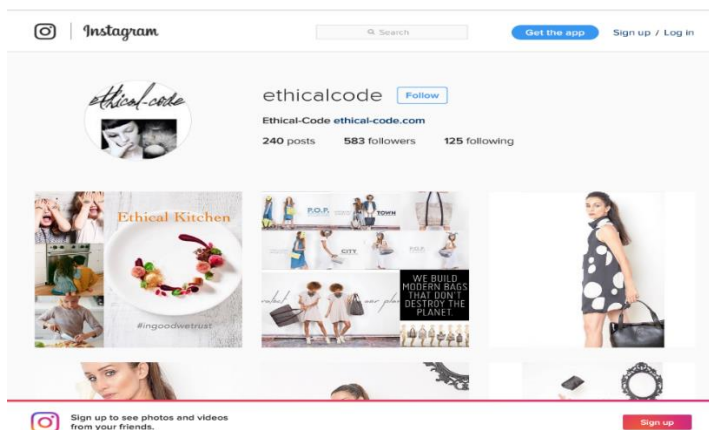 Instagram
Search
Get the app
Sign up / Log in
ethical-code
ethicalcode Follow
Ethical-Code ethical-code.com
240 posts 583 followers 125 following
Ethical Kitchen
#ingoodwetrust
P.O.P.
TOWN
CITY
P.O.P.
WE BUILD
MODERN BAGS
THAT DON'T
DESTROY THE
PLANET.
our planet
Sign up to see photos and videos
from your friends.
Sign up